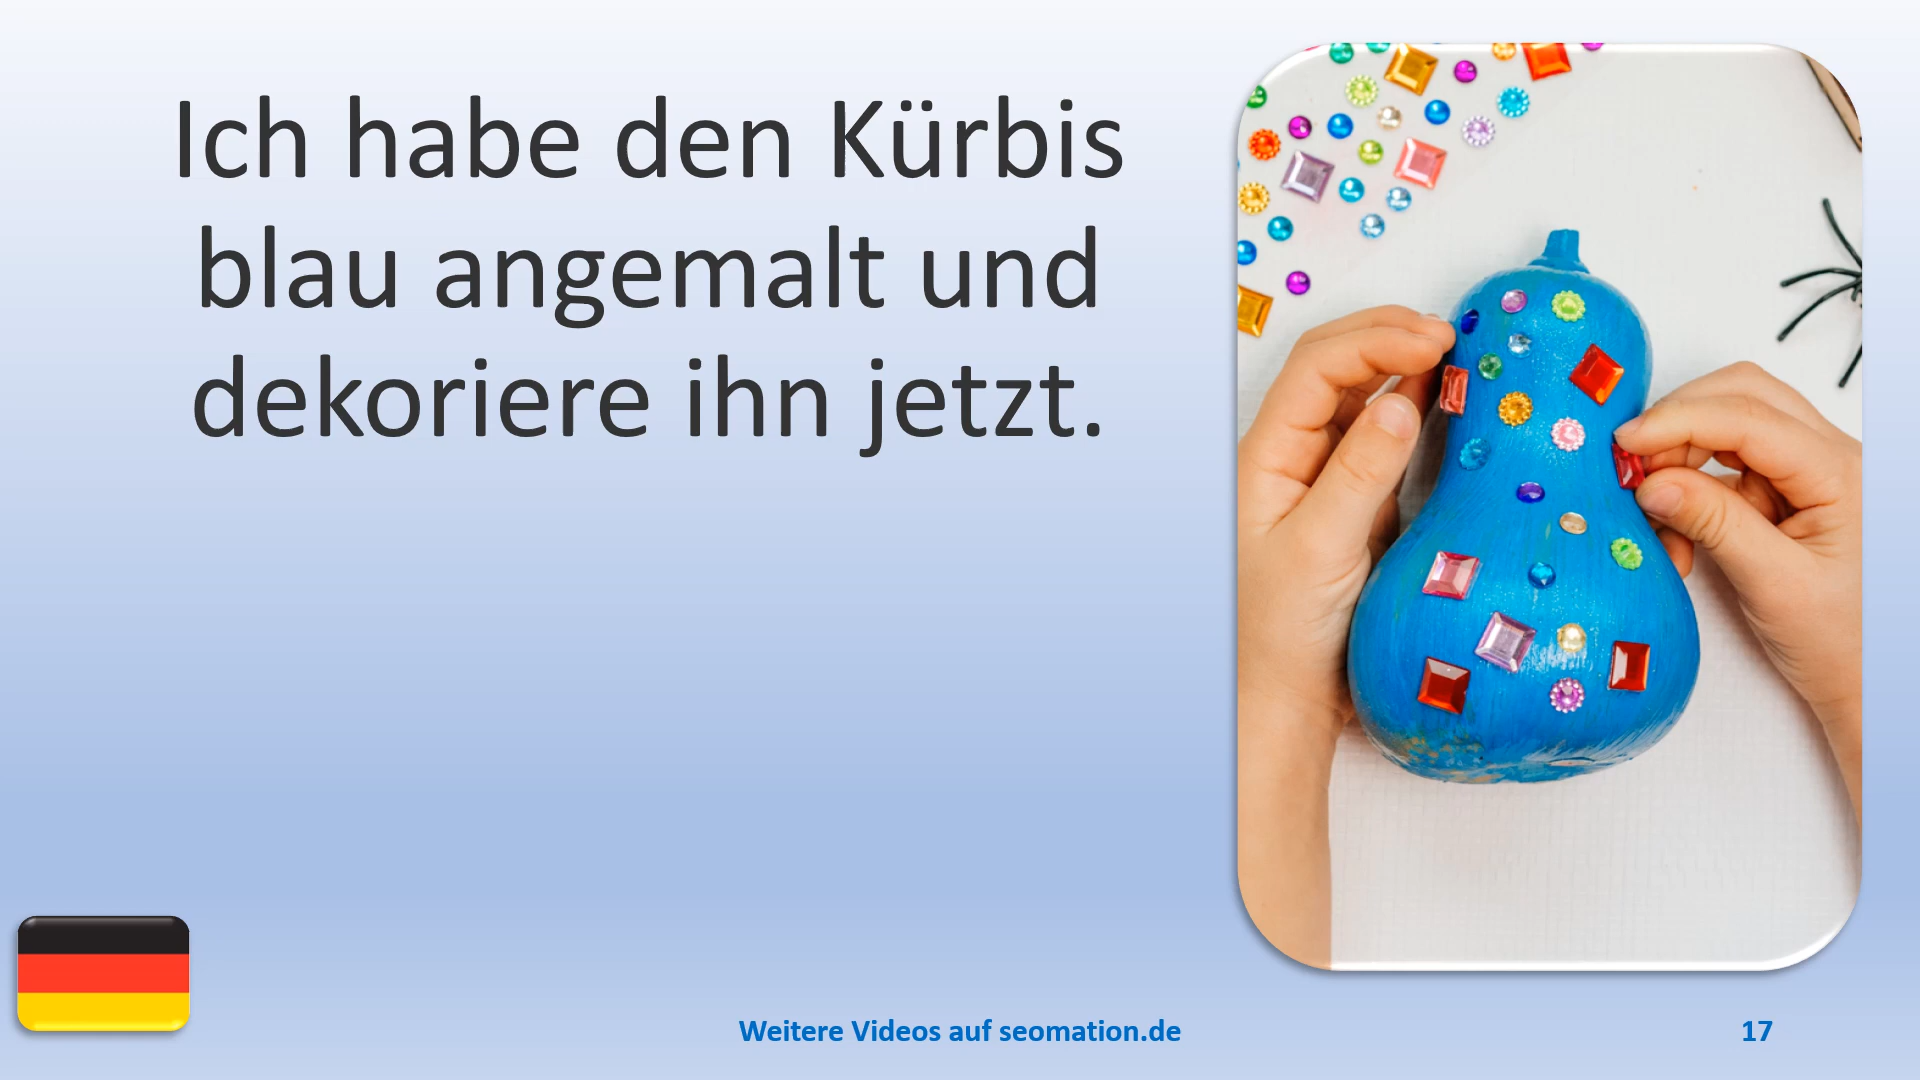 Ich habe den Kürbis
blau angemalt und
dekoriere ihn jetzt.
Weitere Videos auf seomation.de
17